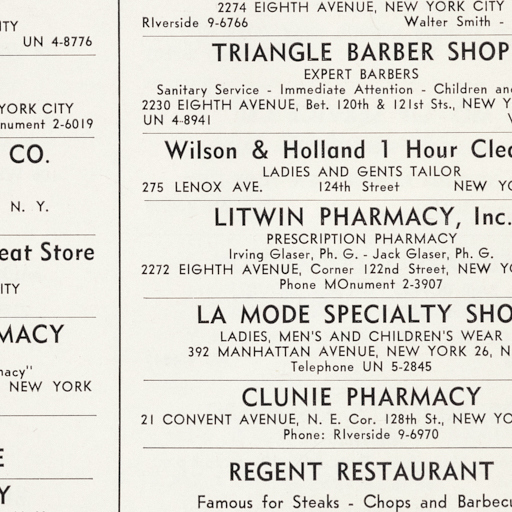 ITY
UN 4-8776
YORK CITY
nument 2-6019
CO.
N. Y.
eat Store
ITY
MACY
macy"
NEW YORK
E
Y
2274 EIGHTH AVENUE, NEW YORK CITY
RIverside 9-6766 Walter Smith -
TRIANGLE BARBER SHOP
EXPERT BARBERS
Sanitary Service - Immediate Attention - Children an
2230 EIGHTH AVENUE, Bet. 120th & 121st Sts., NEW Y
UN 4-8941
Wilson & Holland 1 Hour Clea
LADIES AND GENTS TAILOR
275 LENOX AVE. 124th Street NEW YO
LITWIN PHARMACY, Inc.
PRESCRIPTION PHARMACY
Irving Glaser, Ph. G. - Jack Glaser, Ph. G.
2272 EIGHTH AVENUE, Corner 122nd Street, NEW YO
Phone MOnument 2-3907
LA MODE SPECIALTY SHO
LADIES, MEN'S AND CHILDREN'S WEAR
392 MANHATTAN AVENUE, NEW YORK 26, N
Telephone UN 5-2845
CLUNIE PHARMACY
21 CONVENT AVENUE, N. E. Cor. 128th St., NEW YO
Phone: RIverside 9-6970
REGENT RESTAURANT
Famous for Steaks - Chops and Barbecu